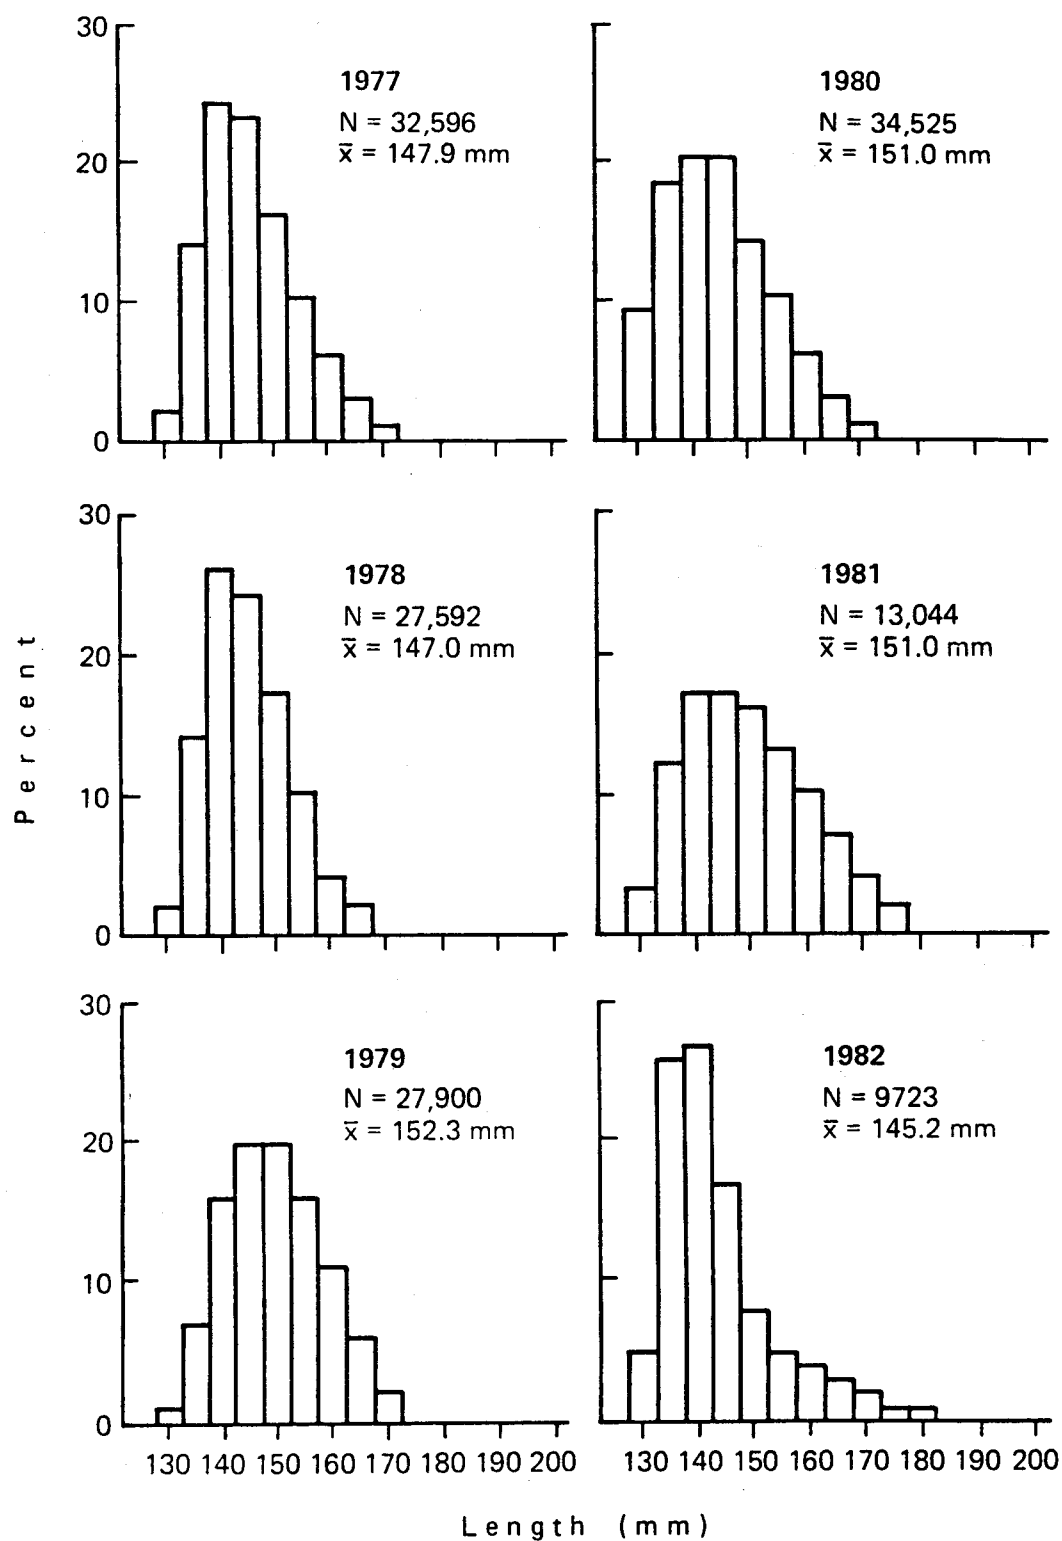 30
20
10
0
1977
N = 32,596
x̄ = 147.9 mm
1980
N = 34,525
x̄ = 151.0 mm
30
20
10
0
1978
N = 27,592
x̄ = 147.0 mm
1981
N = 13,044
x̄ = 151.0 mm
Percent
30
20
10
0
1979
N = 27,900
x̄ = 152.3 mm
1982
N = 9723
x̄ = 145.2 mm
130 140 150 160 170 180 190 200
130 140 150 160 170 180 190 200
Length (mm)